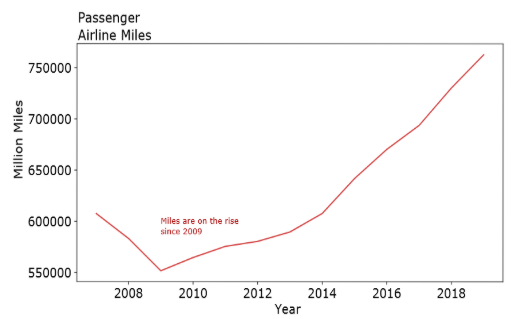 Passenger
Airline Miles
750000
700000
650000
600000
550000
Million Miles
Miles are on the rise
since 2009
2008 2010 2012 2014 2016 2018
Year